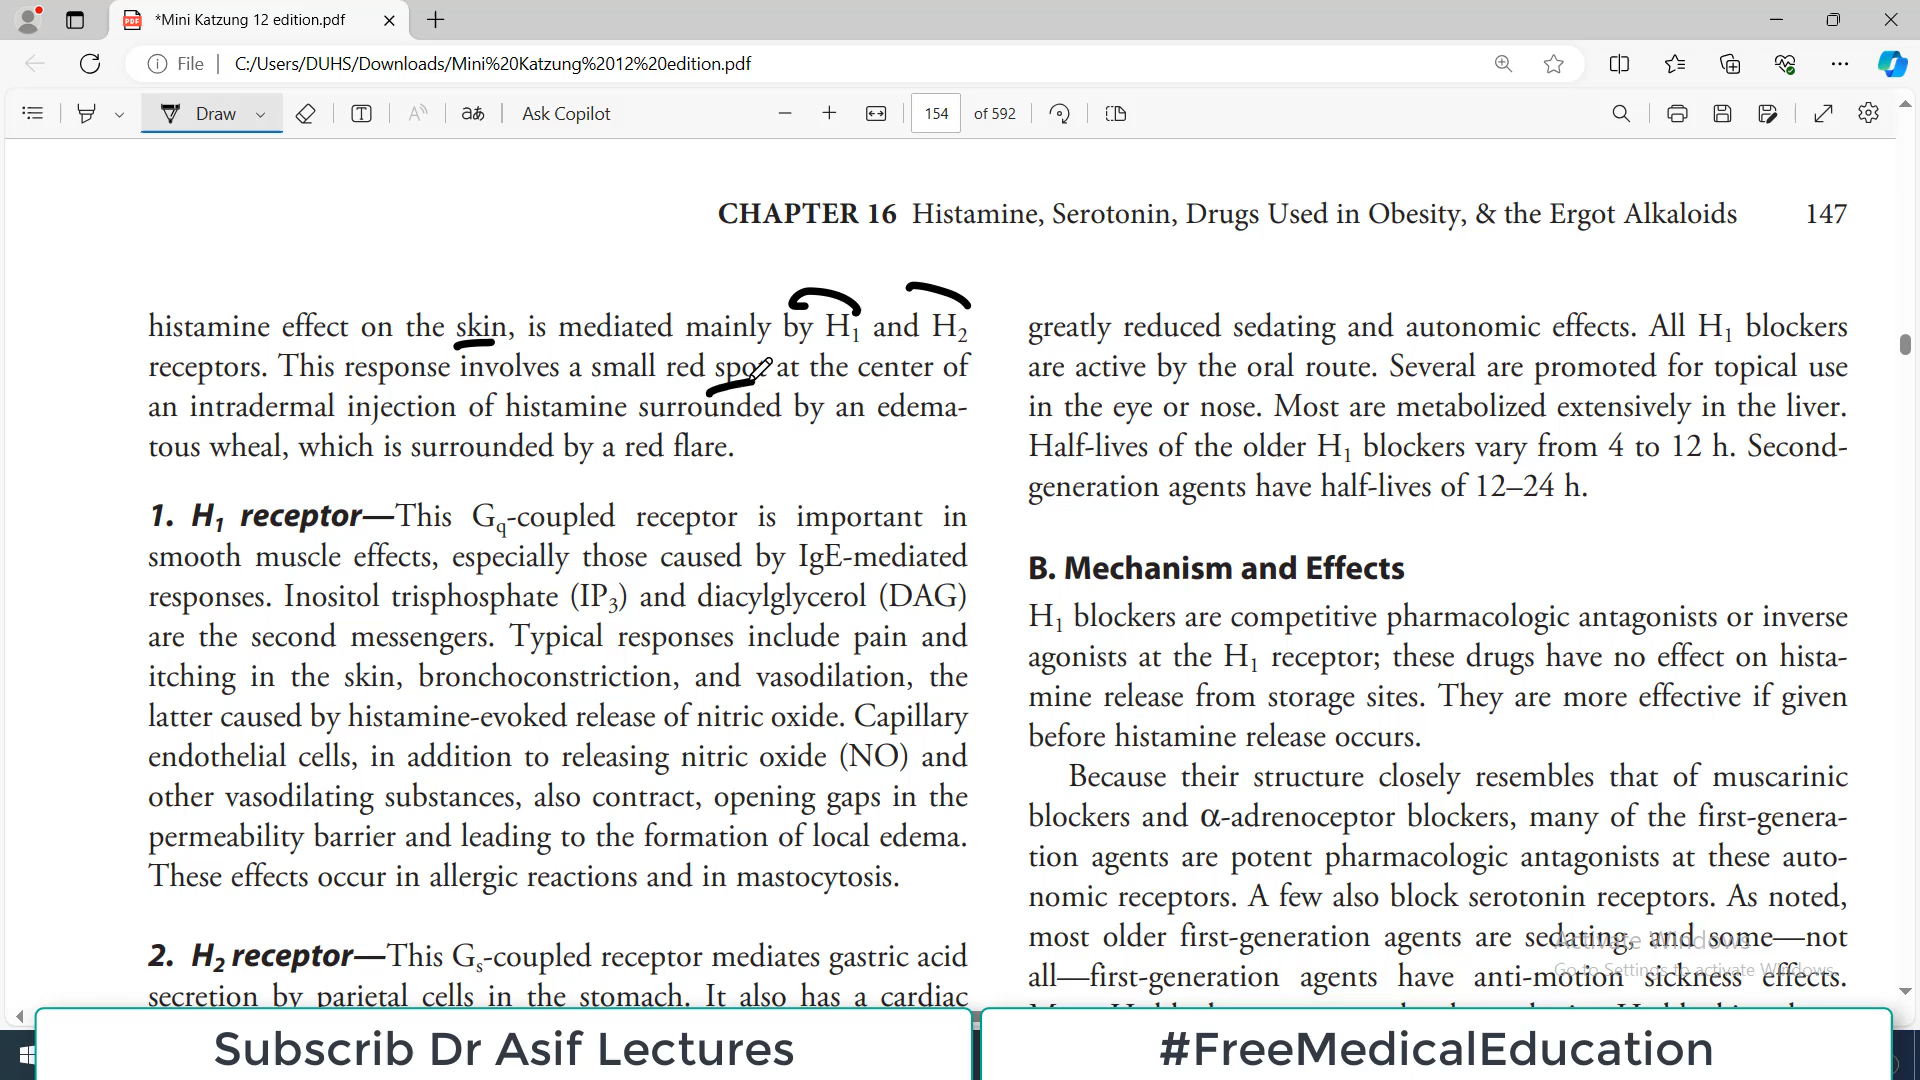 *Mini Katzung 12 edition.pdf
File
C:/Users/DUHS/Downloads/Mini%20Katzung%2012%20edition.pdf
Draw
Ask Copilot
154 of 592
CHAPTER 16 Histamine, Serotonin, Drugs Used in Obesity, & the Ergot Alkaloids 147
histamine effect on the skin, is mediated mainly by H₁ and H₂
receptors. This response involves a small red spot at the center of
an intradermal injection of histamine surrounded by an edema-
tous wheal, which is surrounded by a red flare.
1. H₁ receptor—This Gq-coupled receptor is important in
smooth muscle effects, especially those caused by IgE-mediated
responses. Inositol trisphosphate (IP₃) and diacylglycerol (DAG)
are the second messengers. Typical responses include pain and
itching in the skin, bronchoconstriction, and vasodilation, the
latter caused by histamine-evoked release of nitric oxide. Capillary
endothelial cells, in addition to releasing nitric oxide (NO) and
other vasodilating substances, also contract, opening gaps in the
permeability barrier and leading to the formation of local edema.
These effects occur in allergic reactions and in mastocytosis.
2. H₂ receptor—This Gs-coupled receptor mediates gastric acid
secretion by parietal cells in the stomach. It also has a cardiac
greatly reduced sedating and autonomic effects. All H₁ blockers
are active by the oral route. Several are promoted for topical use
in the eye or nose. Most are metabolized extensively in the liver.
Half-lives of the older H₁ blockers vary from 4 to 12 h. Second-
generation agents have half-lives of 12–24 h.
B. Mechanism and Effects
H₁ blockers are competitive pharmacologic antagonists or inverse
agonists at the H₁ receptor; these drugs have no effect on hista-
mine release from storage sites. They are more effective if given
before histamine release occurs.
Because their structure closely resembles that of muscarinic
blockers and α-adrenoceptor blockers, many of the first-genera-
tion agents are potent pharmacologic antagonists at these auto-
nomic receptors. A few also block serotonin receptors. As noted,
most older first-generation agents are sedating, and some—not
all—first-generation agents have anti-motion sickness effects.
Activate Windows
Go to Settings to activate Windows.
Subscrib Dr Asif Lectures
#FreeMedicalEducation